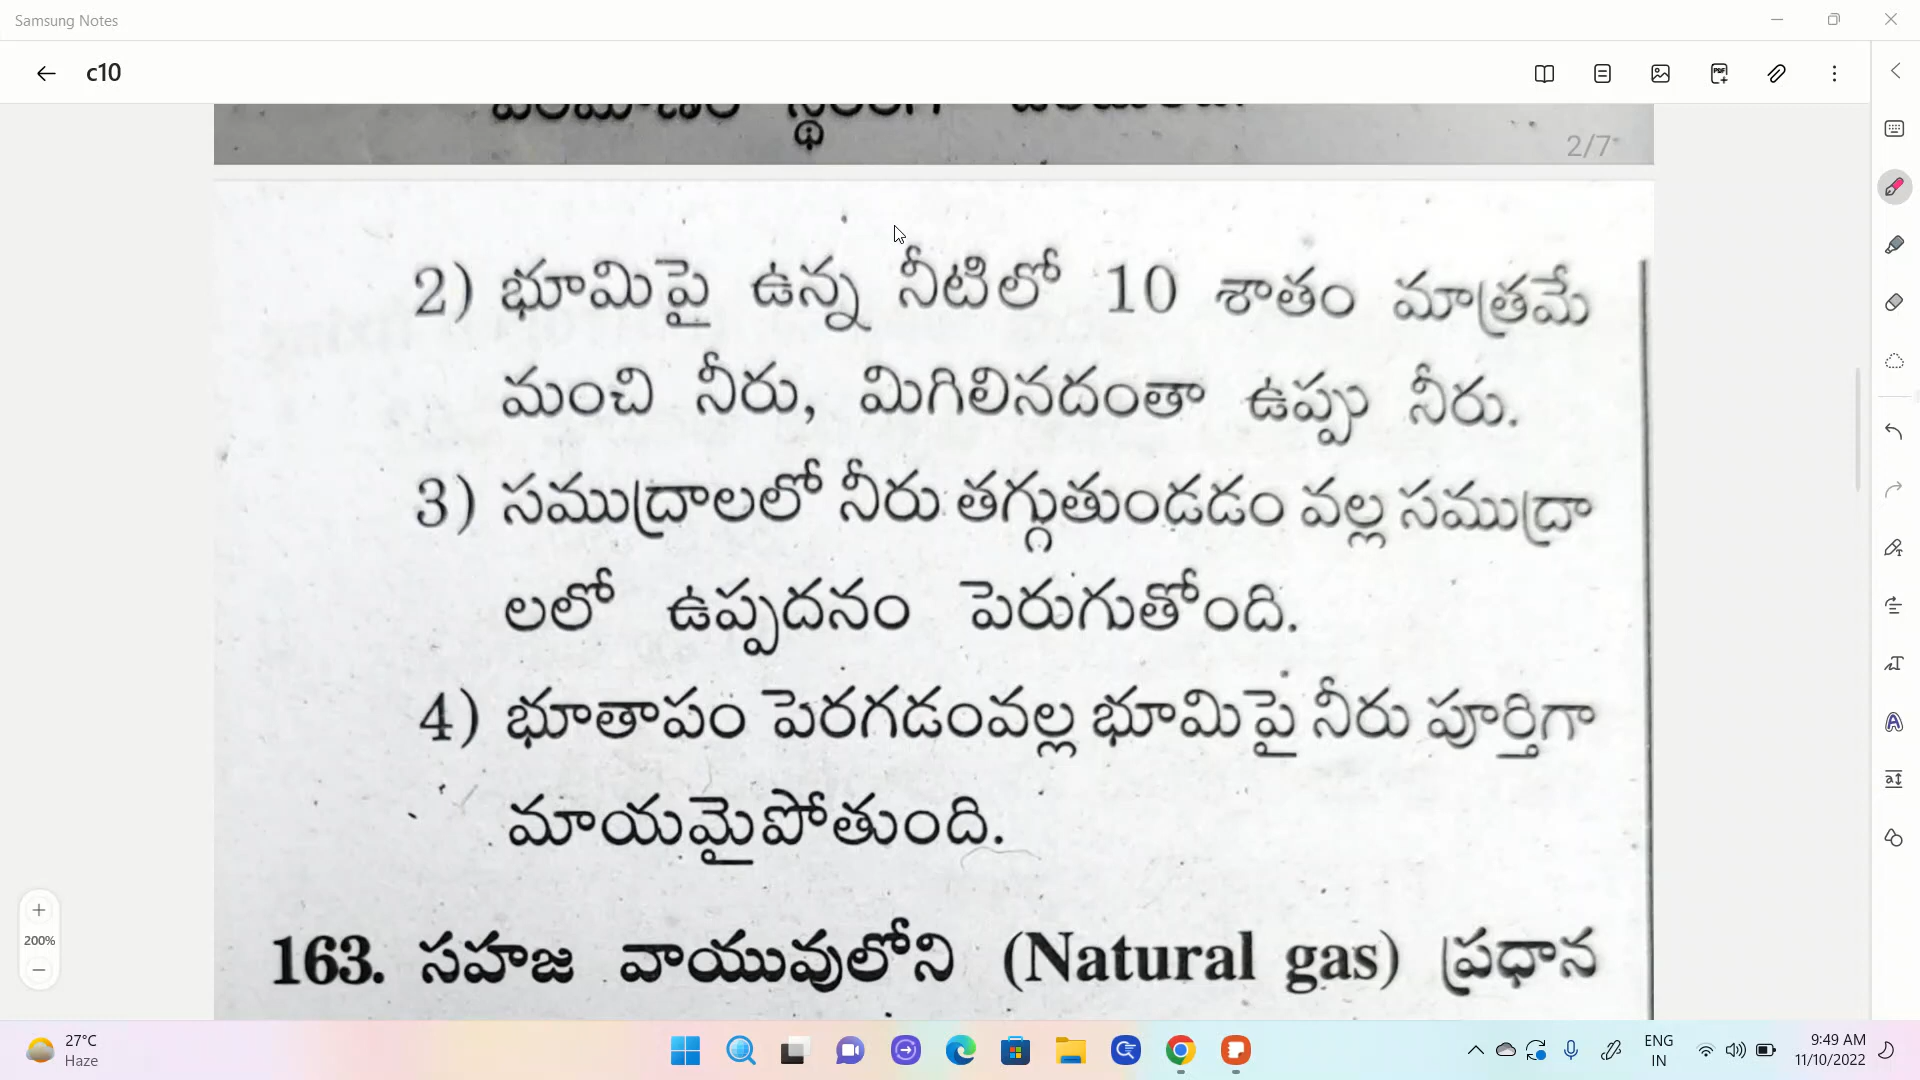 Samsung Notes
c10
2/7
2) భూమిపై ఉన్న నీటిలో 10 శాతం మాత్రమే
మంచి నీరు, మిగిలినదంతా ఉప్పు నీరు.
3) సముద్రాలలో నీరు తగ్గుతుండడం వల్ల సముద్రా
లలో ఉప్పదనం పెరుగుతోంది.
4) భూతాపం పెరగడంవల్ల భూమిపై నీరు పూర్తిగా
మాయమైపోతుంది.
163. సహజ వాయువులోని (Natural gas) ప్రధాన
200%
27°C
Haze
ENG
IN
9:49 AM
11/10/2022